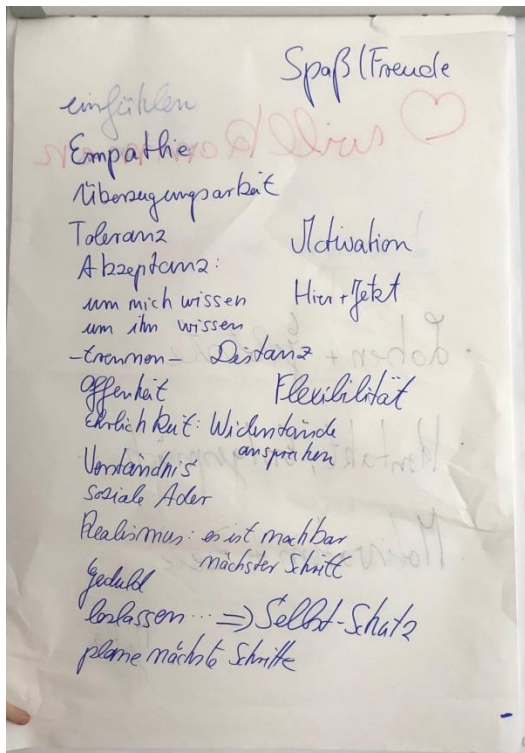 Spaß/Freude
einfühlen
Empathie
Überzeugungsarbeit
Toleranz
Motivation
Akzeptanz:
um mich wissen
Hier + Jetzt
um ihn wissen
- trennen - Distanz
Offenheit
Flexibilität
Ehrlichkeit: Widerstände
ansprechen
Verständnis
soziale Ader
Realismus: es ist machbar
nächster Schritt
Geduld
loslassen ... => Selbst-Schutz
plane nächste Schritte
willkommen
Loben +